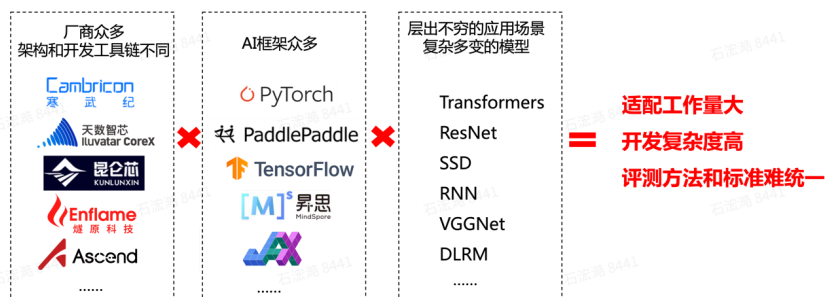 厂商众多
架构和开发工具链不同
Cambricon
寒武纪
天数智芯
Iluvatar CoreX
昆仑芯
KUNLUNXIN
Enflame
燧原科技
Ascend
......
×
AI框架众多
PyTorch
PaddlePaddle
TensorFlow
[M]s 昇思
MindSpore
JAX
......
×
层出不穷的应用场景
复杂多变的模型
Transformers
ResNet
SSD
RNN
VGGNet
DLRM
......
=
适配工作量大
开发复杂度高
评测方法和标准难统一